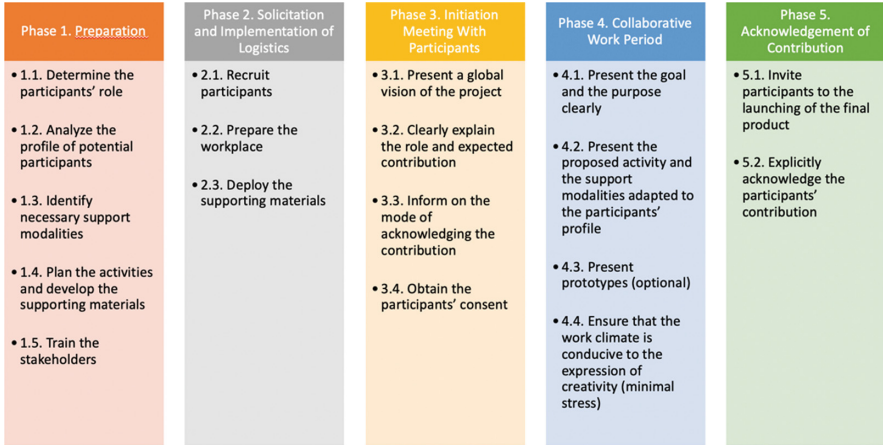 Phase 1. Preparation
• 1.1. Determine the
participants' role
• 1.2. Analyze the
profile of potential
participants
• 1.3. Identify
necessary support
modalities
• 1.4. Plan the activities
and develop the
supporting materials
• 1.5. Train the
stakeholders
Phase 2. Solicitation
and Implementation of
Logistics
• 2.1. Recruit
participants
• 2.2. Prepare the
workplace
• 2.3. Deploy the
supporting materials
Phase 3. Initiation
Meeting With
Participants
• 3.1. Present a global
vision of the project
• 3.2. Clearly explain
the role and expected
contribution
• 3.3. Inform on the
mode of
acknowledging the
contribution
• 3.4. Obtain the
participants' consent
Phase 4. Collaborative
Work Period
• 4.1. Present the goal
and the purpose
clearly
• 4.2. Present the
proposed activity and
the support
modalities adapted to
the participants'
profile
• 4.3. Present
prototypes (optional)
• 4.4. Ensure that the
work climate is
conducive to the
expression of
creativity (minimal
stress)
Phase 5.
Acknowledgement of
Contribution
• 5.1. Invite
participants to the
launching of the final
product
• 5.2. Explicitly
acknowledge the
participants'
contribution